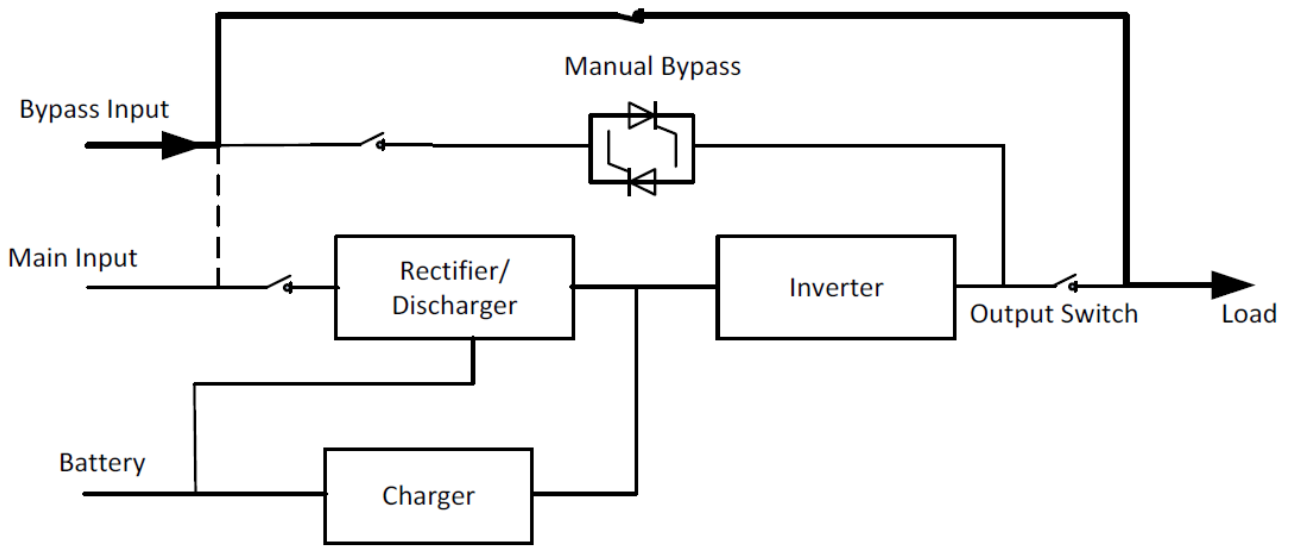 Manual Bypass
Bypass Input
Main Input
Rectifier/
Discharger
Inverter
Output Switch
Load
Battery
Charger